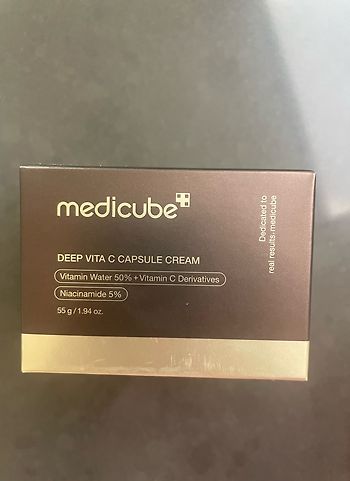 medicube
DEEP VITA C CAPSULE CREAM
Vitamin Water 50% + Vitamin C Derivatives
Niacinamide 5%
55 g / 1.94 oz.
Dedicated to
real results. medicube